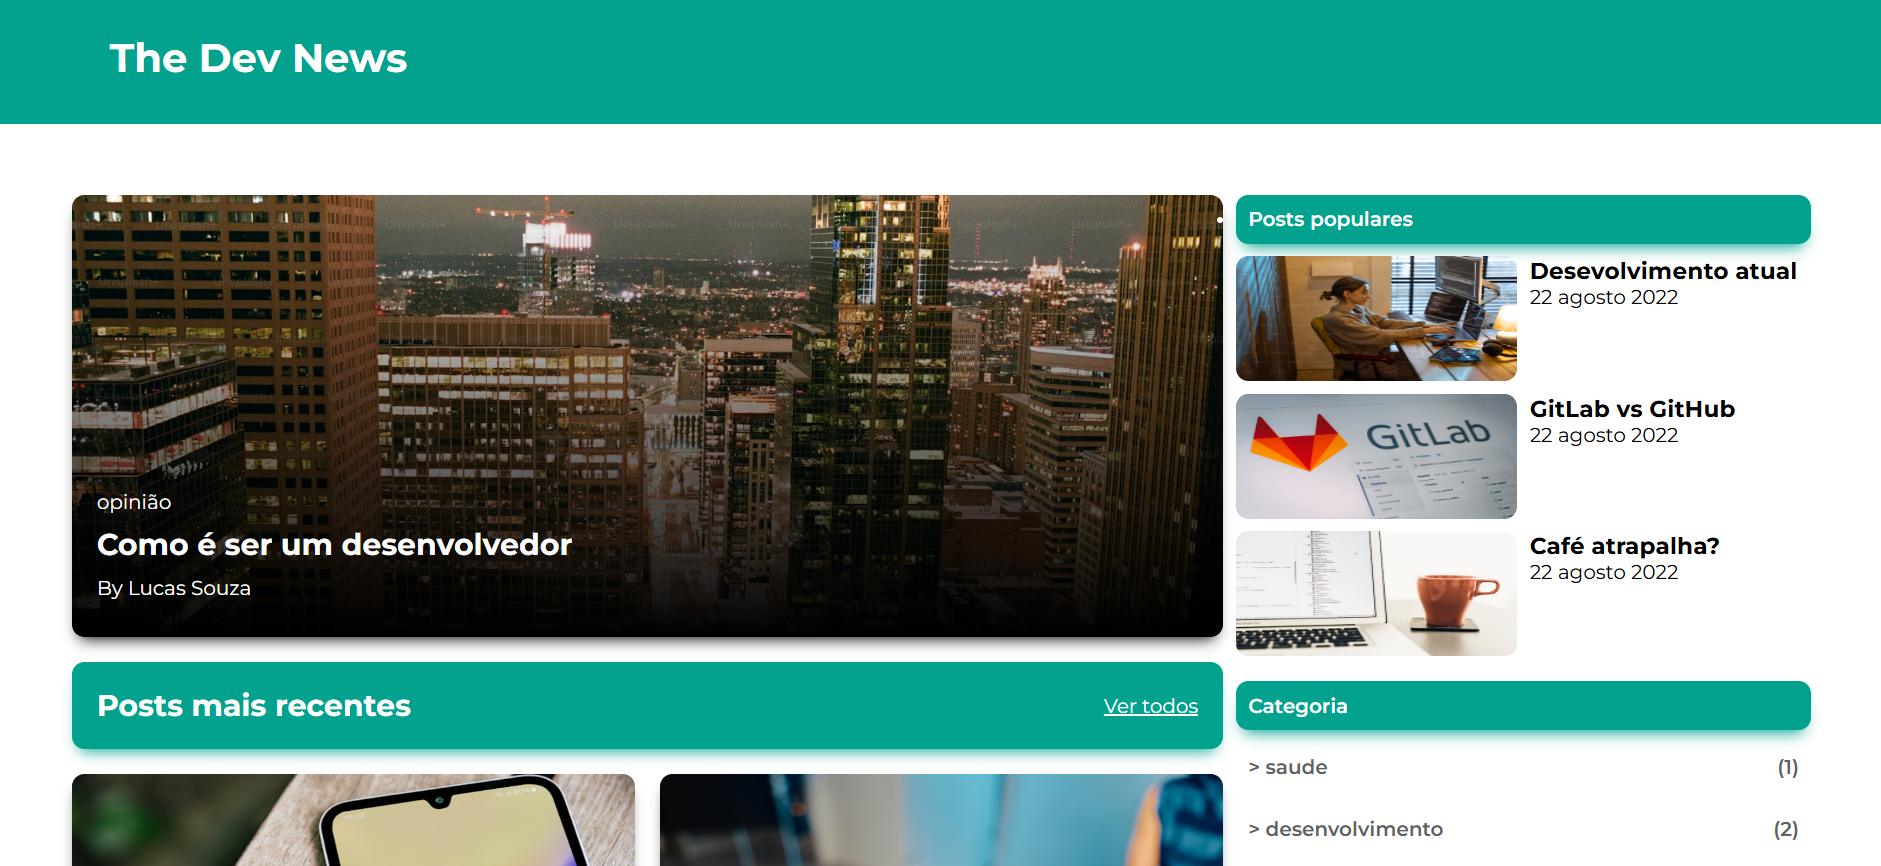 The Dev News
Unsplash+
opinião
Como é ser um desenvolvedor
By Lucas Souza
Posts mais recentes
Ver todos
Posts populares
Desevolvimento atual
22 agosto 2022
GitLab
GitLab vs GitHub
22 agosto 2022
Café atrapalha?
22 agosto 2022
Categoria
> saude (1)
> desenvolvimento (2)